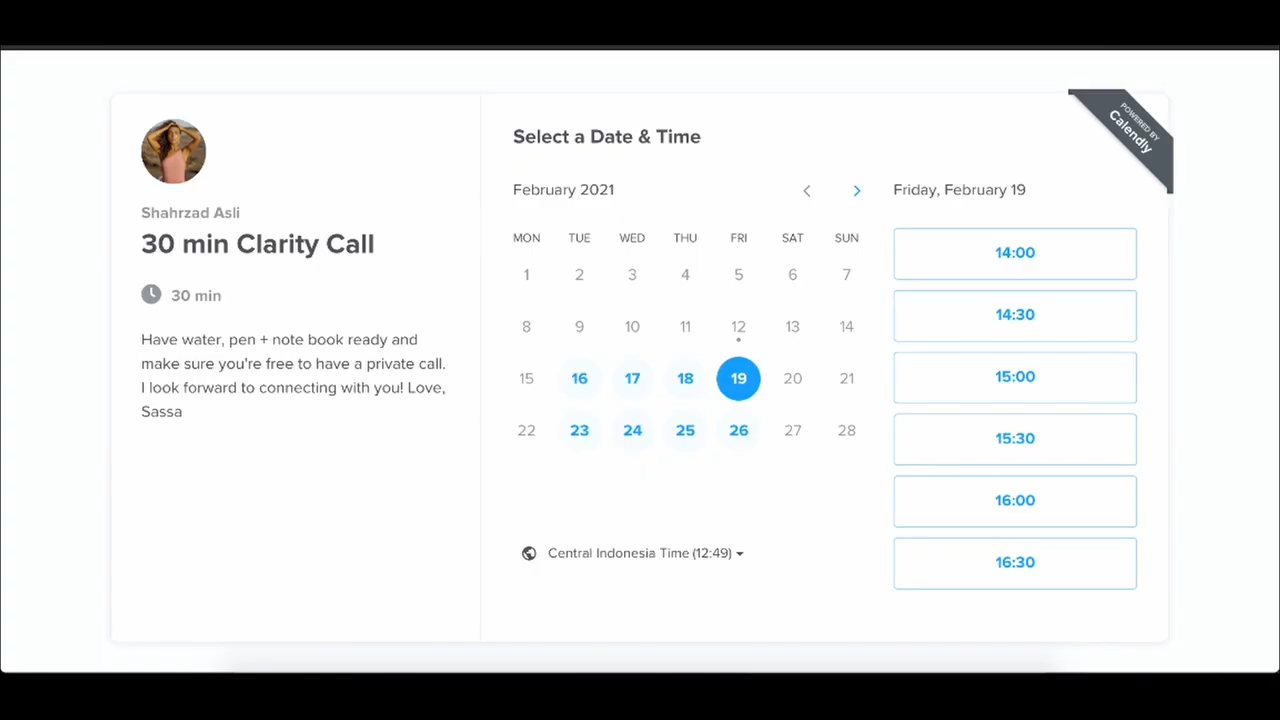 Shahrzad Asli
30 min Clarity Call
30 min
Have water, pen + note book ready and
make sure you're free to have a private call.
I look forward to connecting with you! Love,
Sassa
Select a Date & Time
February 2021
MON TUE WED THU FRI SAT SUN
1 2 3 4 5 6 7
8 9 10 11 12 13 14
15 16 17 18 19 20 21
22 23 24 25 26 27 28
Central Indonesia Time (12:49)
Friday, February 19
14:00
14:30
15:00
15:30
16:00
16:30
POWERED BY
Calendly